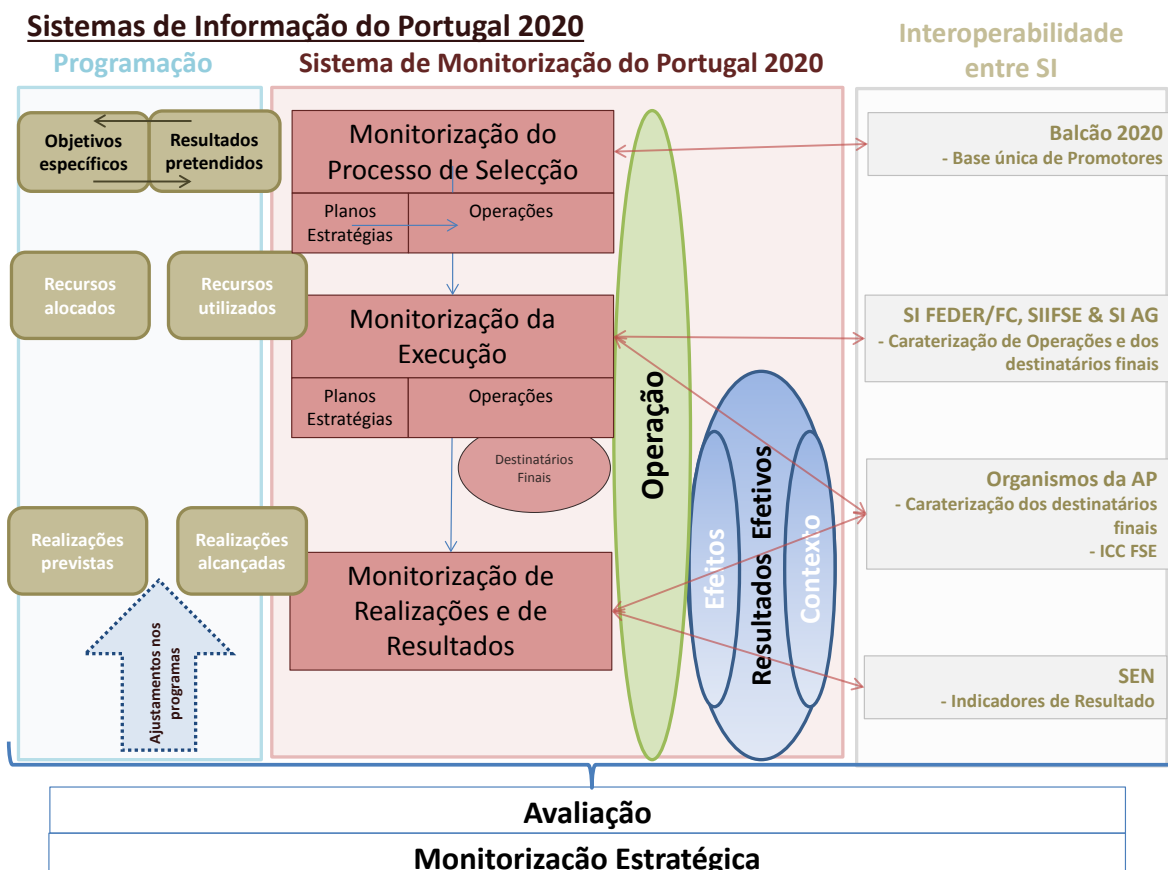 Sistemas de Informação do Portugal 2020
Programação
Objetivos
específicos
Resultados
pretendidos
Recursos
alocados
Recursos
utilizados
Realizações
previstas
Realizações
alcançadas
Ajustamentos nos
programas
Sistema de Monitorização do Portugal 2020
Monitorização do
Processo de Selecção
Planos
Estratégias
Operações
Monitorização da
Execução
Planos
Estratégias
Operações
Destinatários
Finais
Monitorização de
Realizações e de
Resultados
Operação
Efeitos
Resultados Efetivos
Contexto
Interoperabilidade
entre SI
Balcão 2020
- Base única de Promotores
SI FEDER/FC, SIIFSE & SI AG
- Caraterização de Operações e dos
destinatários finais
Organismos da AP
- Caraterização dos destinatários
finais
- ICC FSE
SEN
- Indicadores de Resultado
Avaliação
Monitorização Estratégica